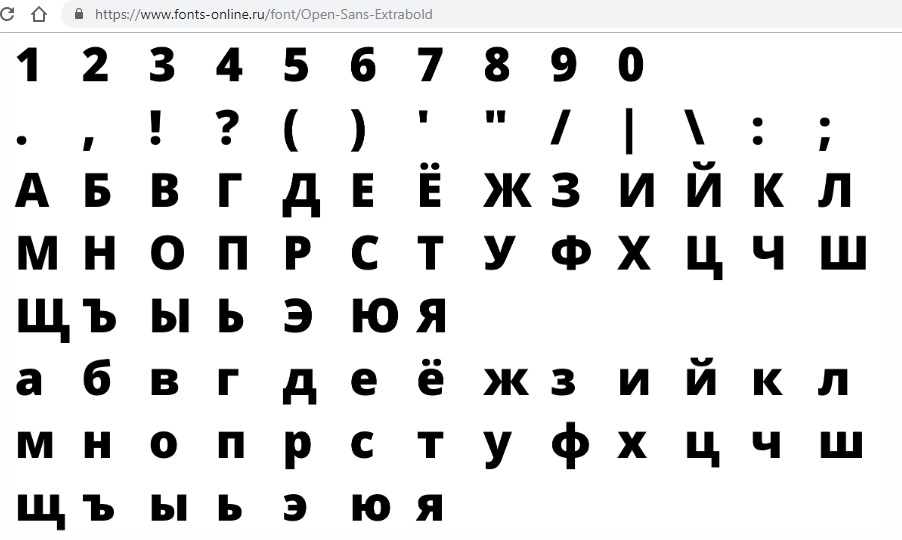 https://www.fonts-online.ru/font/Open-Sans-Extrabold
1 2 3 4 5 6 7 8 9 0
. , ! ? ( ) ' " / | \ : ;
А Б В Г Д Е Ё Ж З И Й К Л
М Н О П Р С Т У Ф Х Ц Ч Ш
Щ Ъ Ы Ь Э Ю Я
а б в г д е ё ж з и й к л
м н о п р с т у ф х ц ч ш
щ ъ ы ь э ю я